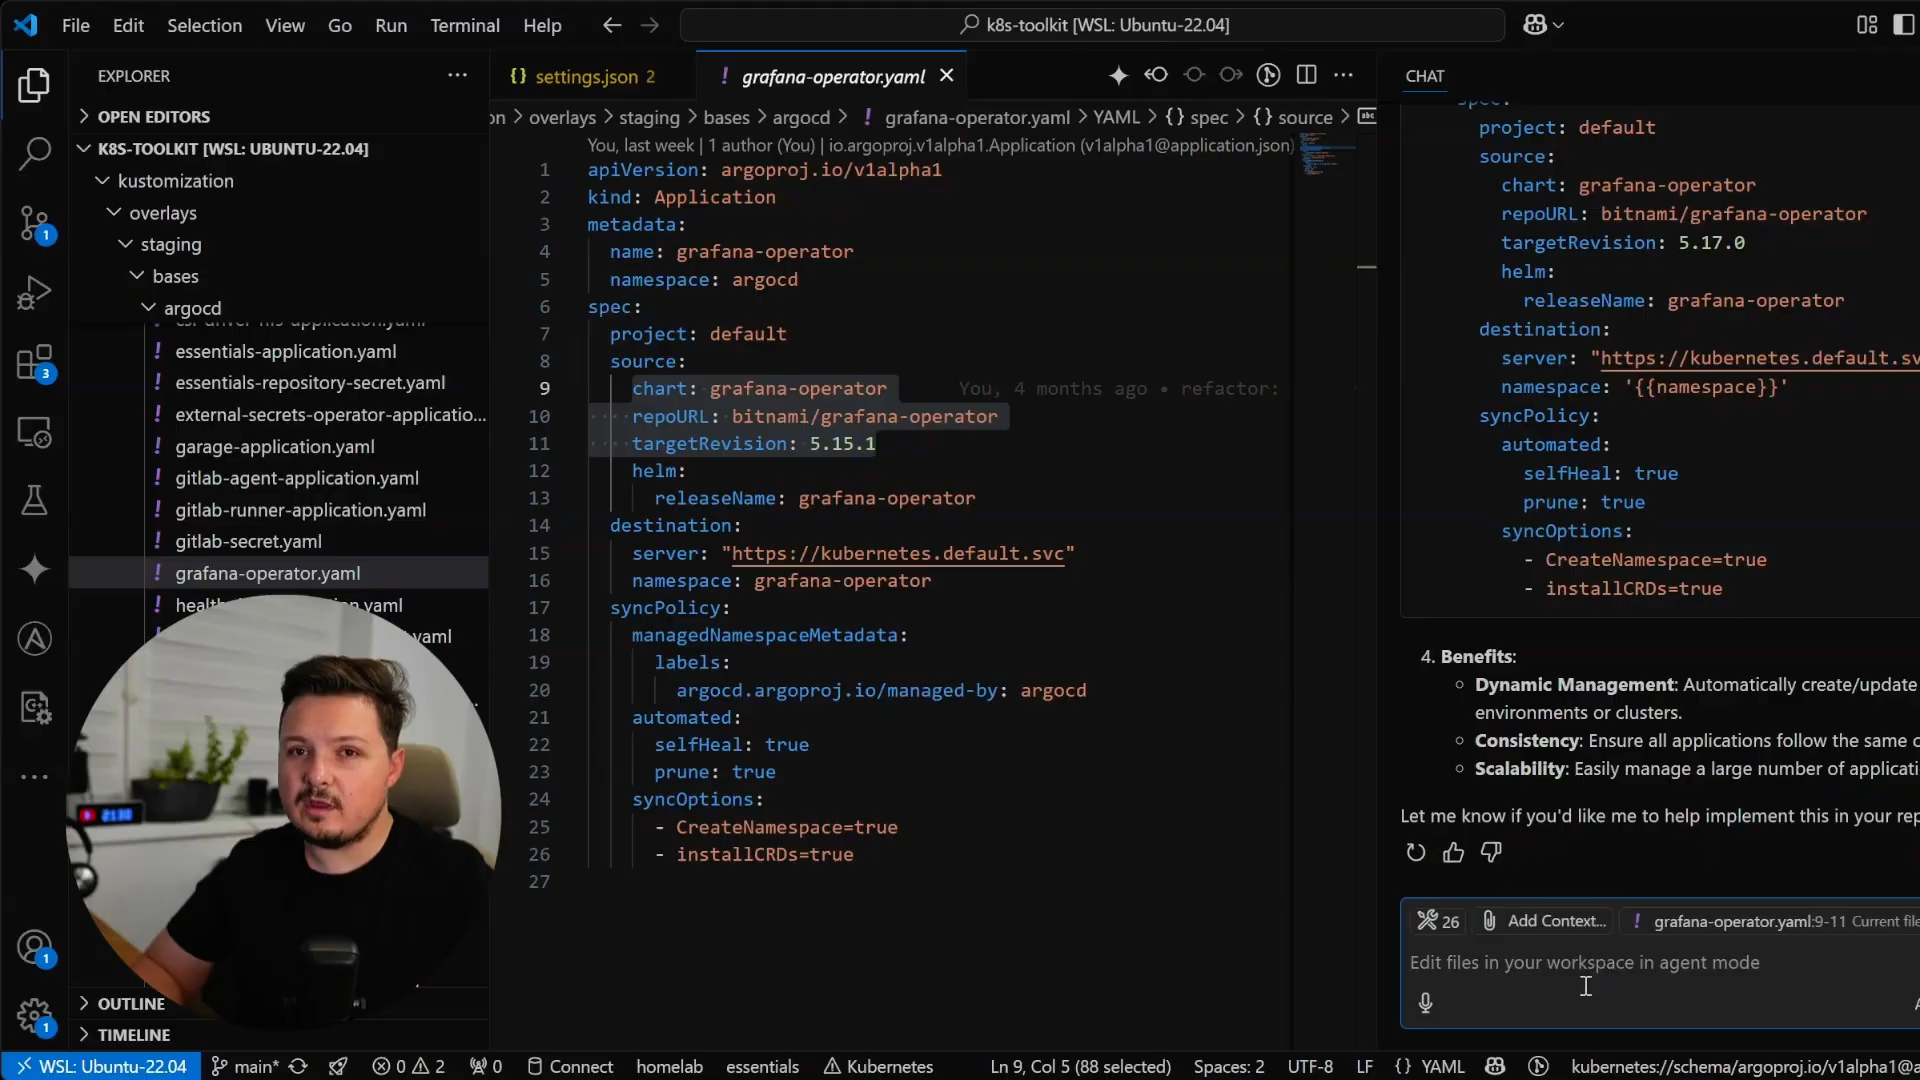 File Edit Selection View Go Run Terminal Help
k8s-toolkit [WSL: Ubuntu-22.04]
EXPLORER
OPEN EDITORS
K8S-TOOLKIT [WSL: UBUNTU-22.04]
kustomization
overlays
staging
bases
argocd
essentials-application.yaml
essentials-repository-secret.yaml
external-secrets-operator-applicatio...
garage-application.yaml
gitlab-agent-application.yaml
gitlab-runner-application.yaml
gitlab-secret.yaml
grafana-operator.yaml
OUTLINE
TIMELINE
1
3
1
1
{} settings.json 2
! grafana-operator.yaml
on > overlays > staging > bases > argocd > ! grafana-operator.yaml > YAML > {} spec > {} source >
You, last week | 1 author (You) | io.argoproj.v1alpha1.Application (v1alpha1@application.json)
1 apiVersion: argoproj.io/v1alpha1
2 kind: Application
3 metadata:
4 name: grafana-operator
5 namespace: argocd
6 spec:
7 project: default
8 source:
9 chart: grafana-operator You, 4 months ago • refactor:
10 repoURL: bitnami/grafana-operator
11 targetRevision: 5.15.1
12 helm:
13 releaseName: grafana-operator
14 destination:
15 server: "https://kubernetes.default.svc"
16 namespace: grafana-operator
17 syncPolicy:
18 managedNamespaceMetadata:
19 labels:
20 argocd.argoproj.io/managed-by: argocd
21 automated:
22 selfHeal: true
23 prune: true
24 syncOptions:
25 - CreateNamespace=true
26 - installCRDs=true
27
CHAT
spec:
project: default
source:
chart: grafana-operator
repoURL: bitnami/grafana-operator
targetRevision: 5.17.0
helm:
releaseName: grafana-operator
destination:
server: "https://kubernetes.default.sv
namespace: '{{namespace}}'
syncPolicy:
automated:
selfHeal: true
prune: true
syncOptions:
- CreateNamespace=true
- installCRDs=true
4. Benefits:
Dynamic Management: Automatically create/update
environments or clusters.
Consistency: Ensure all applications follow the same c
Scalability: Easily manage a large number of applicati
Let me know if you'd like me to help implement this in your rep
26 Add Context... ! grafana-operator.yaml:9-11 Current file
Edit files in your workspace in agent mode
WSL: Ubuntu-22.04 main* 0 2 0 Connect homelab essentials Kubernetes Ln 9, Col 5 (88 selected) Spaces: 2 UTF-8 LF {} YAML kubernetes://schema/argoproj.io/v1alpha1@a